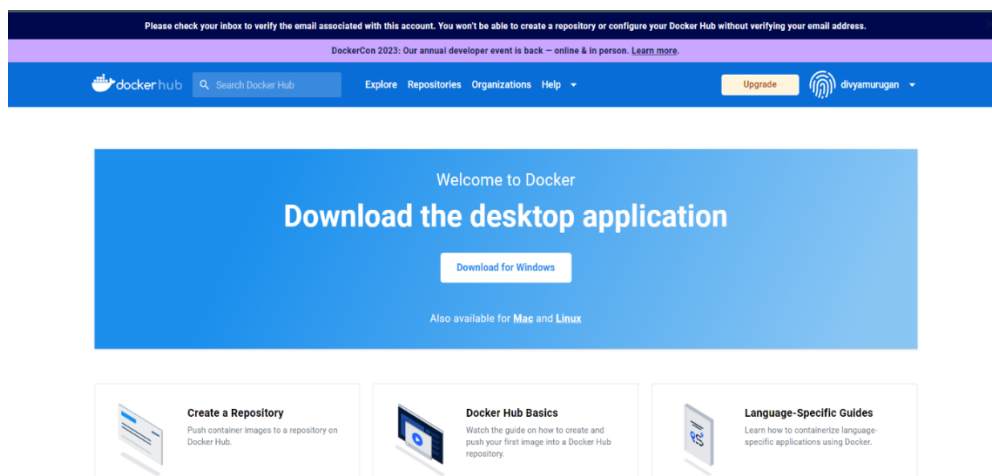 Please check your inbox to verify the email associated with this account. You won't be able to create a repository or configure your Docker Hub without verifying your email address.
DockerCon 2023: Our annual developer event is back – online & in person. Learn more.
dockerhub Search Docker Hub Explore Repositories Organizations Help Upgrade divyamurugan
Welcome to Docker
Download the desktop application
Download for Windows
Also available for Mac and Linux
Create a Repository
Push container images to a repository on
Docker Hub.
Docker Hub Basics
Watch the guide on how to create and
push your first image into a Docker Hub
repository.
Language-Specific Guides
Learn how to containerize language-
specific applications using Docker.